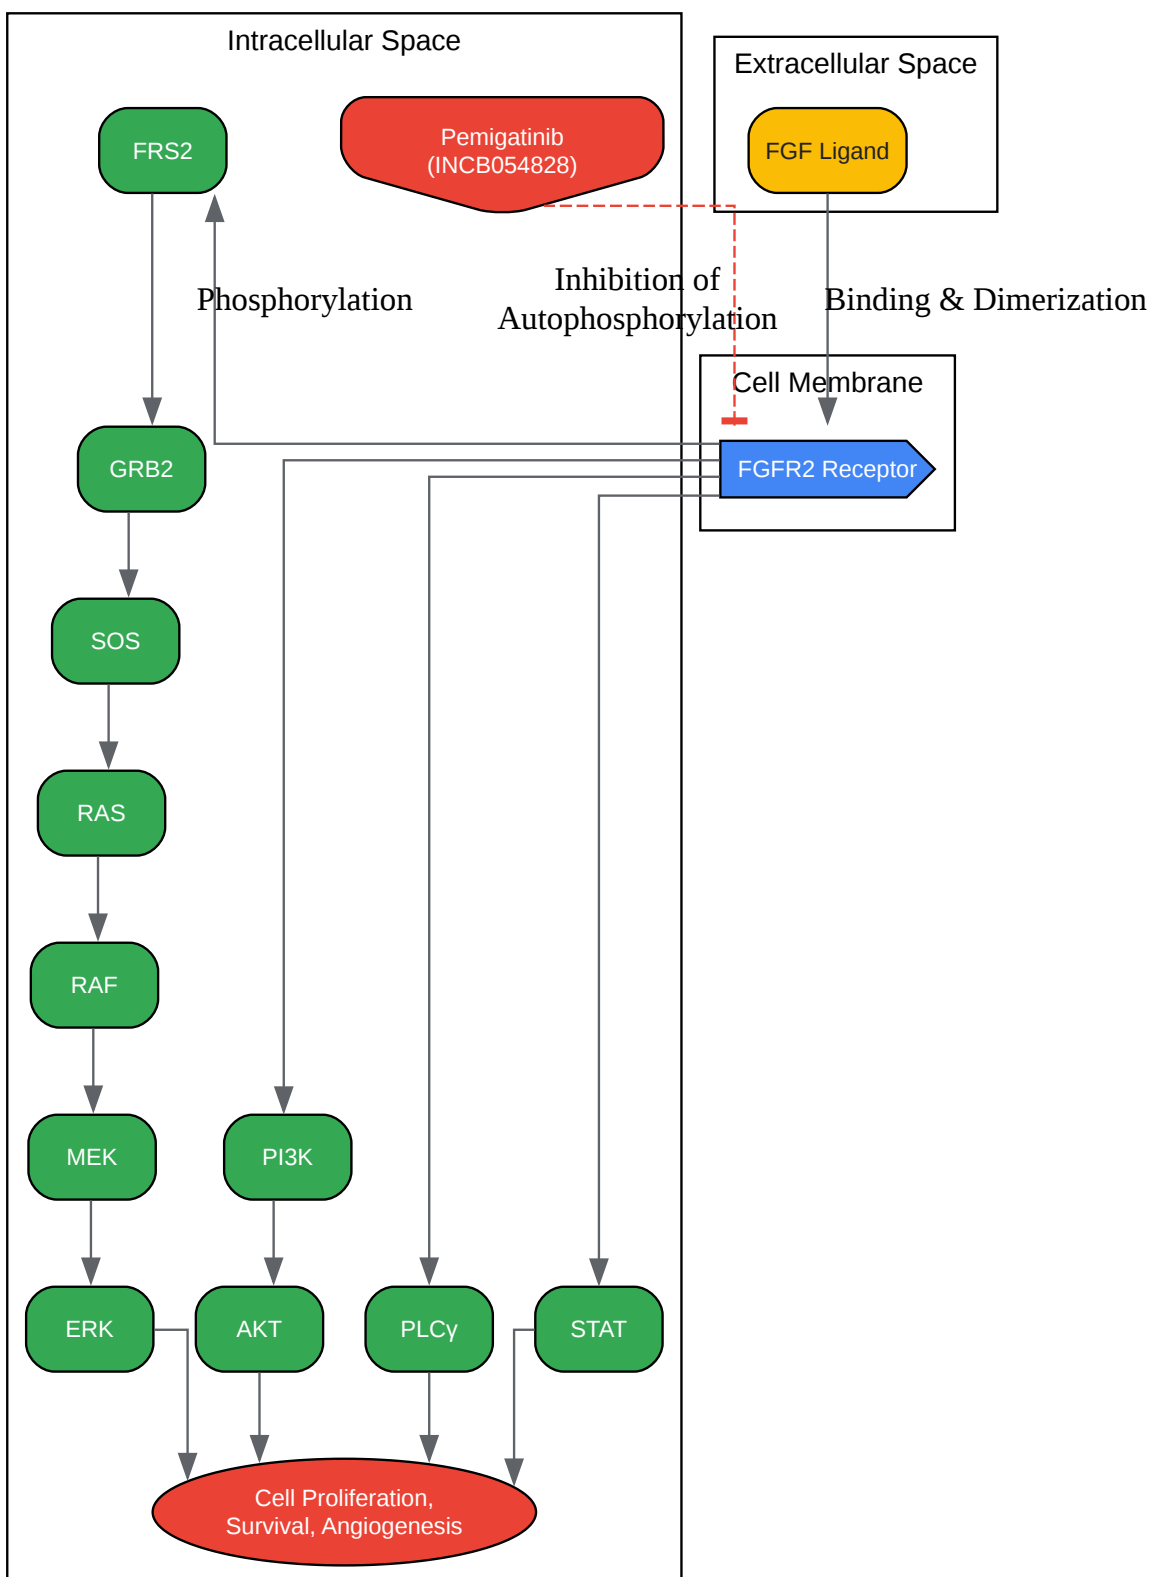 Intracellular Space
Extracellular Space
FRS2
Pemigatinib
(INCB054828)
FGF Ligand
Phosphorylation
Inhibition of
Autophosphorylation
Binding & Dimerization
Cell Membrane
GRB2
FGFR2 Receptor
SOS
RAS
RAF
MEK
PI3K
ERK
AKT
PLCγ
STAT
Cell Proliferation,
Survival, Angiogenesis